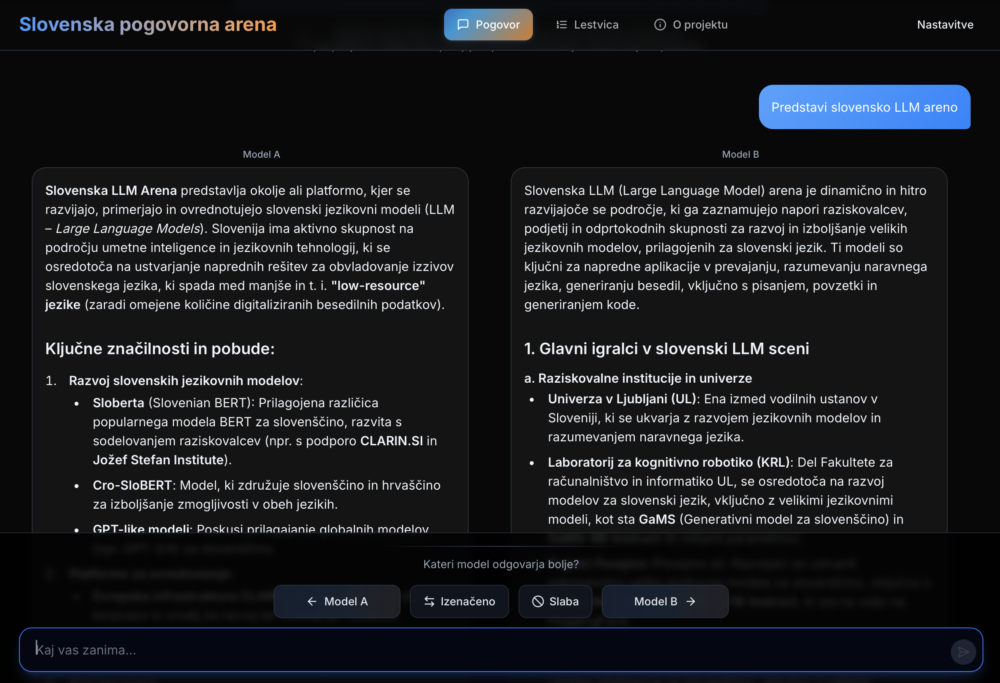 Slovenska pogovorna arena
Pogovor
Lestvica
O projektu
Nastavitve
Predstavi slovensko LLM areno
Model A
Slovenska LLM Arena predstavlja okolje ali platformo, kjer se
razvijajo, primerjajo in ovrednotujejo slovenski jezikovni modeli (LLM
– Large Language Models). Slovenija ima aktivno skupnost na
področju umetne inteligence in jezikovnih tehnologij, ki se
osredotoča na ustvarjanje naprednih rešitev za obvladovanje izzivov
slovenskega jezika, ki spada med manjše in t. i. "low-resource"
jezike (zaradi omejene količine digitaliziranih besedilnih podatkov).
Ključne značilnosti in pobude:
1. Razvoj slovenskih jezikovnih modelov:
• Sloberta (Slovenian BERT): Prilagojena različica
popularnega modela BERT za slovenščino, razvita s
sodelovanjem raziskovalcev (npr. s podporo CLARIN.SI in
Jožef Stefan Institute).
• Cro-SloBERT: Model, ki združuje slovenščino in hrvaščino
za izboljšanje zmogljivosti v obeh jezikih.
• GPT-like modeli: Poskusi prilagajanje globalnih modelov
Model B
Slovenska LLM (Large Language Model) arena je dinamično in hitro
razvijajoče se področje, ki ga zaznamujejo napori raziskovalcev,
podjetij in odprtokodnih skupnosti za razvoj in izboljšanje velikih
jezikovnih modelov, prilagojenih za slovenski jezik. Ti modeli so
ključni za napredne aplikacije v prevajanju, razumevanju naravnega
jezika, generiranju besedil, vključno s pisanjem, povzetki in
generiranjem kode.
1. Glavni igralci v slovenski LLM sceni
a. Raziskovalne institucije in univerze
• Univerza v Ljubljani (UL): Ena izmed vodilnih ustanov v
Sloveniji, ki se ukvarja z razvojem jezikovnih modelov in
razumevanjem naravnega jezika.
• Laboratorij za kognitivno robotiko (KRL): Del Fakultete za
računalništvo in informatiko UL, se osredotoča na razvoj
modelov za slovenski jezik, vključno z velikimi jezikovnimi
modeli, kot sta GaMS (Generativni model za slovenščino) in
Kateri model odgovarja bolje?
← Model A
Izenačeno
Slaba
Model B →
Kaj vas zanima...